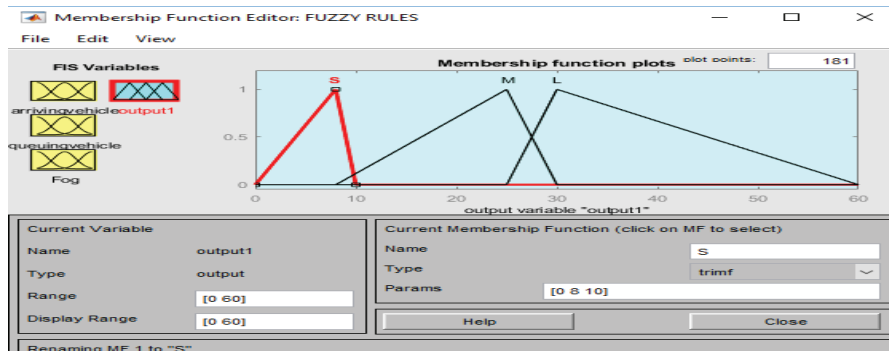 Membership Function Editor: FUZZY RULES
File Edit View
FIS Variables
arrivingvehicle
output1
queuingvehicle
Fog
Membership function plots
plot points:
181
S
M
L
1
0.5
0
0
10
20
30
40
50
60
output variable "output1"
Current Variable
Name output1
Type output
Range [0 60]
Display Range [0 60]
Current Membership Function (click on MF to select)
Name S
Type trimf
Params [0 8 10]
Help Close
Renaming MF 1 to "S"